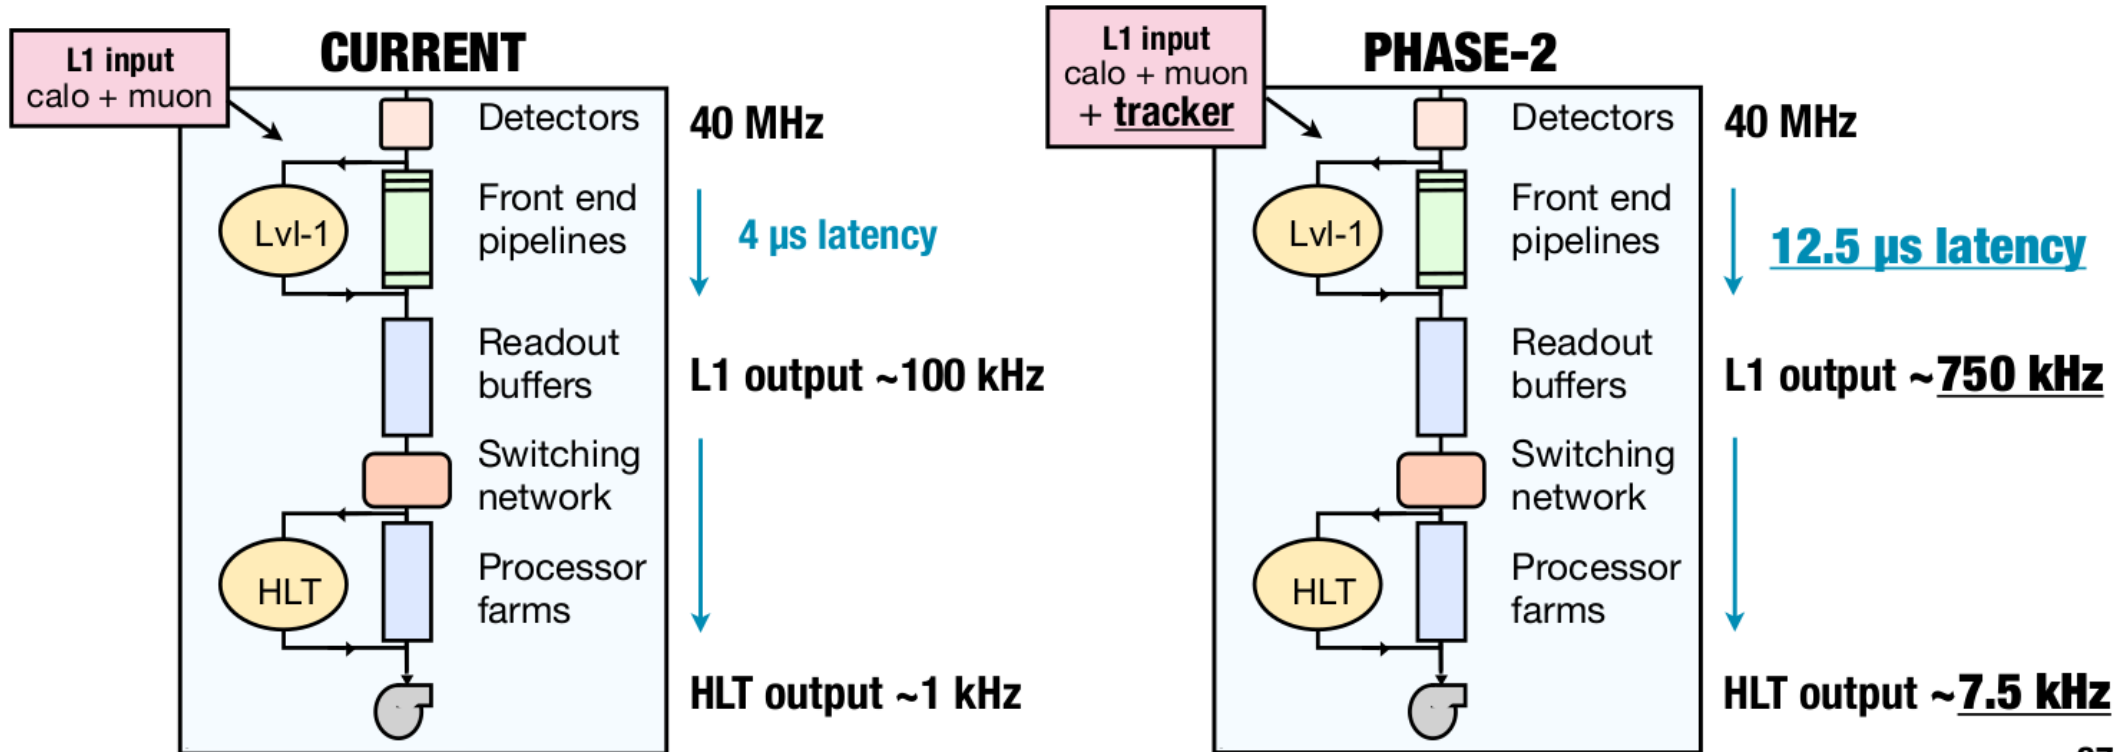 L1 input
calo + muon
CURRENT
Detectors
40 MHz
Lvl-1
Front end
pipelines
4 µs latency
Readout
buffers
L1 output ~100 kHz
Switching
network
HLT
Processor
farms
HLT output ~1 kHz
L1 input
calo + muon
+ tracker
PHASE-2
Detectors
40 MHz
Lvl-1
Front end
pipelines
12.5 µs latency
Readout
buffers
L1 output ~750 kHz
Switching
network
HLT
Processor
farms
HLT output ~7.5 kHz